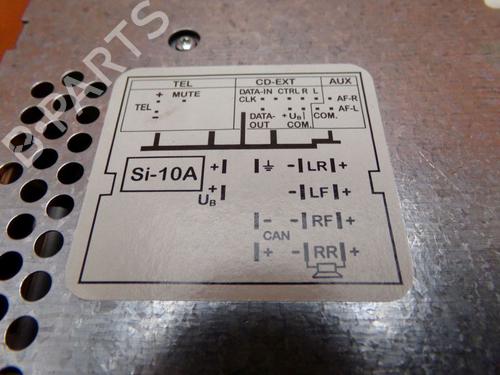 B-PARTS
TEL CD-EXT AUX
+ MUTE DATA-IN CTRL R L
TEL CLK AF-R
- DATA- + UB AF-L
OUT COM. COM.
Si-10A + ⏚ - LR +
+ - LF +
UB
- - RF +
CAN
+ - RR +